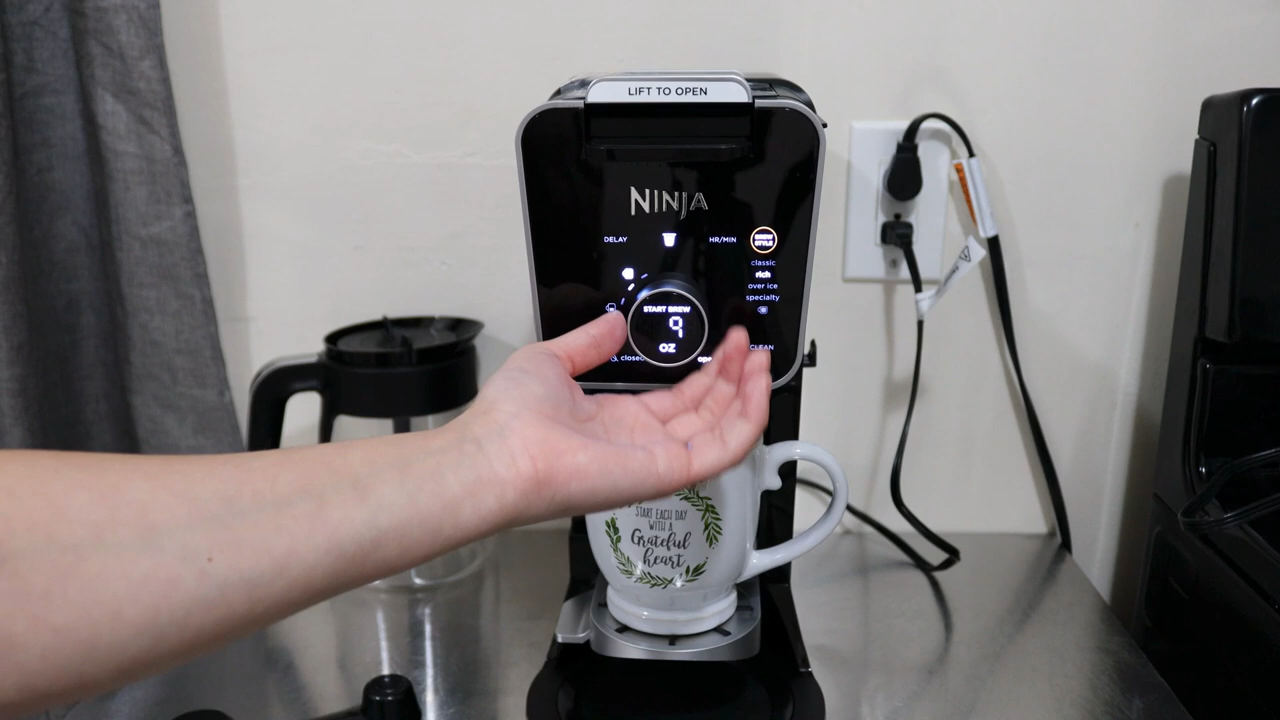 LIFT TO OPEN
NINJA
DELAY
HR/MIN
BREW
STYLE
classic
rich
over ice
specialty
START BREW
9
OZ
CLEAN
closed
START EACH DAY
WITH A
Grateful
heart